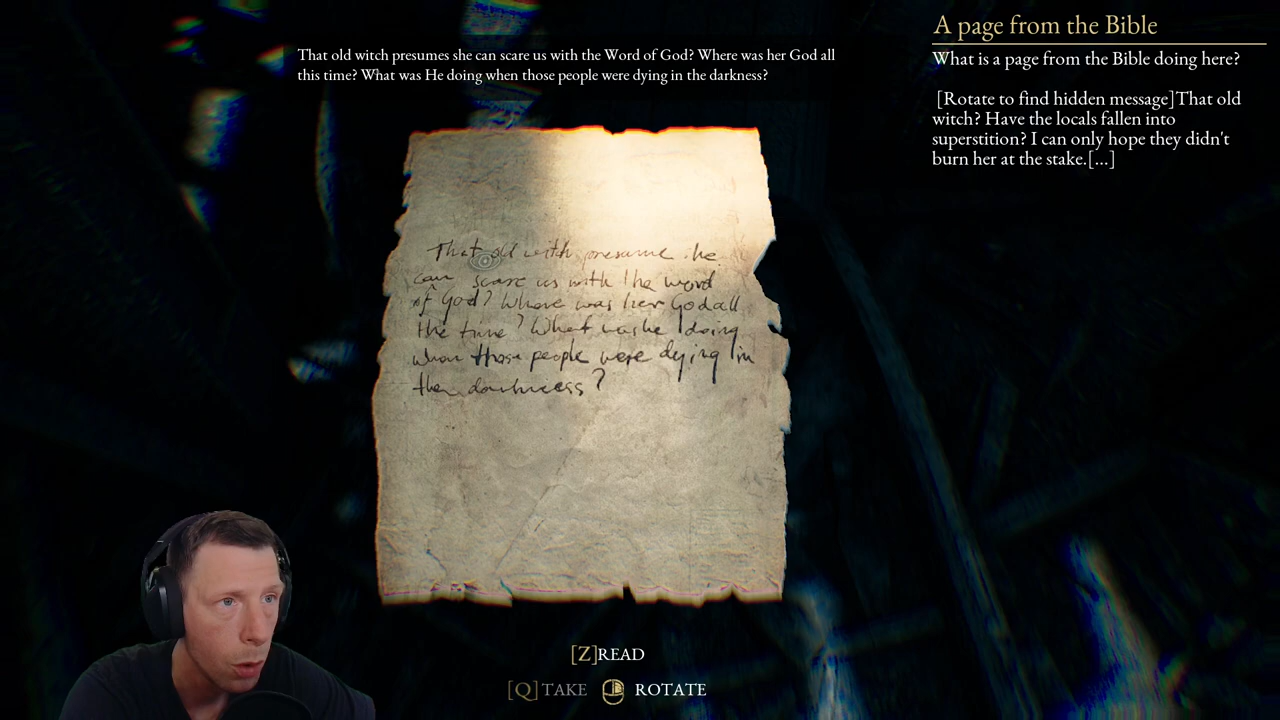 A page from the Bible
What is a page from the Bible doing here?
[Rotate to find hidden message]That old
witch? Have the locals fallen into
superstition? I can only hope they didn't
burn her at the stake.[...]
That old witch presumes she can scare us with the Word of God? Where was her God all
this time? What was He doing when those people were dying in the darkness?
That old with presume she
can scare us with the word
of God? Where was her God all
the time? What was he doing
when those people were dying in
the darkness?
[Z]READ
[Q]TAKE ROTATE